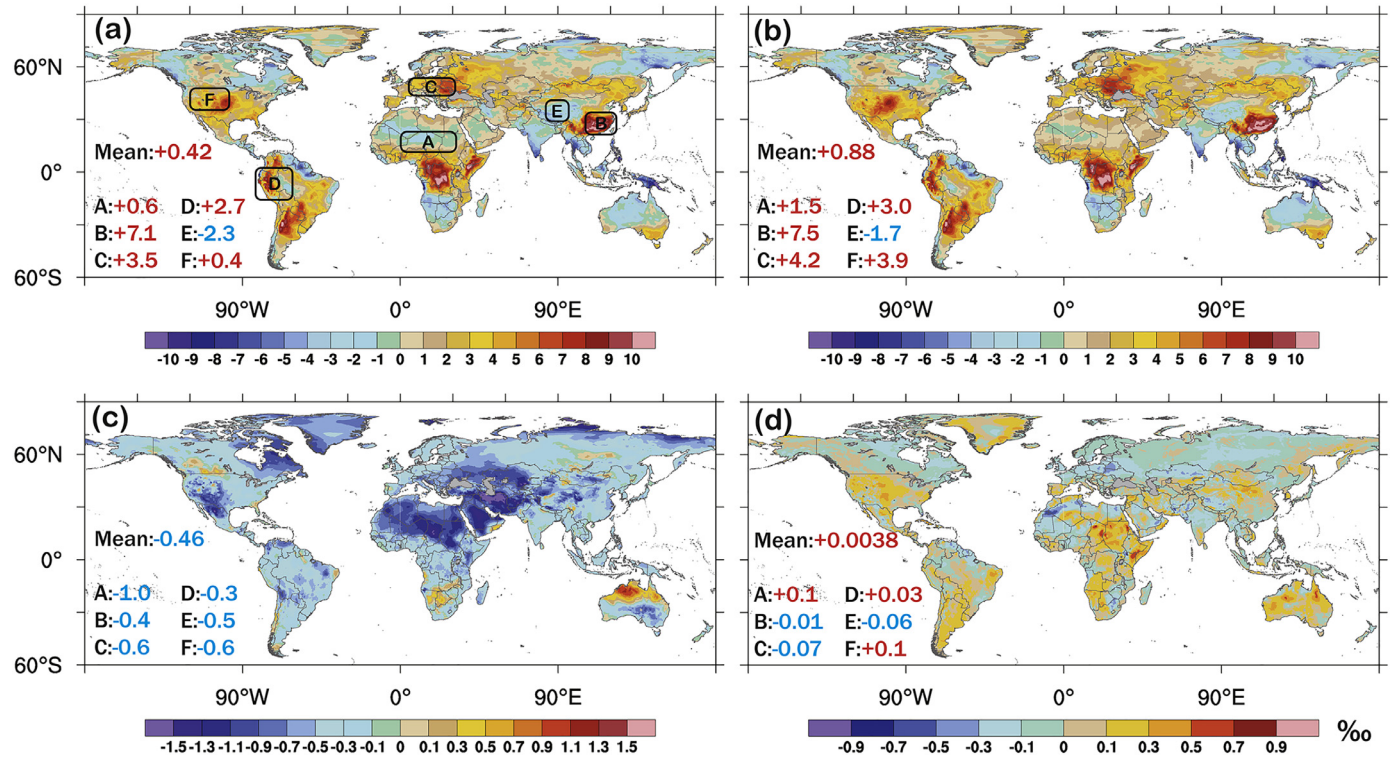 (a) (b)
60°N
F C E B A D
0°
Mean:+0.42 Mean:+0.88
A:+0.6 D:+2.7 A:+1.5 D:+3.0
B:+7.1 E:-2.3 B:+7.5 E:-1.7
C:+3.5 F:+0.4 C:+4.2 F:+3.9
60°S
90°W 0° 90°E 90°W 0° 90°E
-10 -9 -8 -7 -6 -5 -4 -3 -2 -1 0 1 2 3 4 5 6 7 8 9 10
-10 -9 -8 -7 -6 -5 -4 -3 -2 -1 0 1 2 3 4 5 6 7 8 9 10
(c) (d)
60°N
Mean:-0.46 Mean:+0.0038
0°
A:-1.0 D:-0.3 A:+0.1 D:+0.03
B:-0.4 E:-0.5 B:-0.01 E:-0.06
C:-0.6 F:-0.6 C:-0.07 F:+0.1
60°S
90°W 0° 90°E 90°W 0° 90°E
-1.5 -1.3 -1.1 -0.9 -0.7 -0.5 -0.3 -0.1 0 0.1 0.3 0.5 0.7 0.9 1.1 1.3 1.5
-0.9 -0.7 -0.5 -0.3 -0.1 0 0.1 0.3 0.5 0.7 0.9 ‰